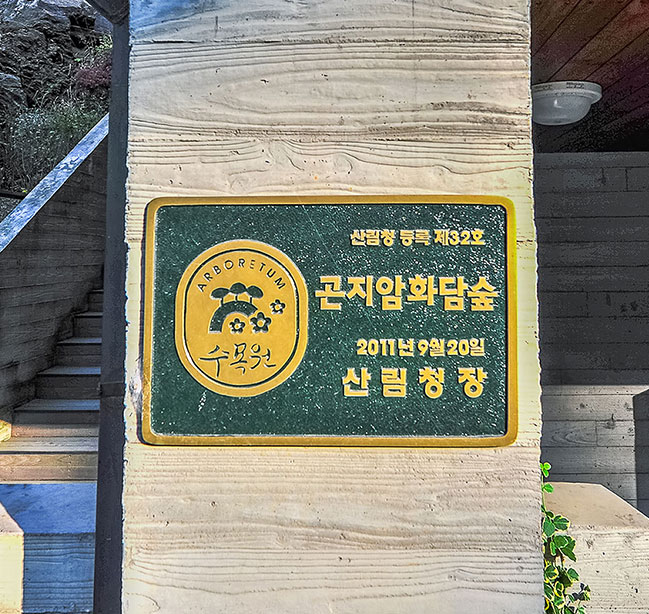 ARBORETUM
수목원
산림청 등록 제32호
곤지암화담숲
2011년 9월 20일
산림청장